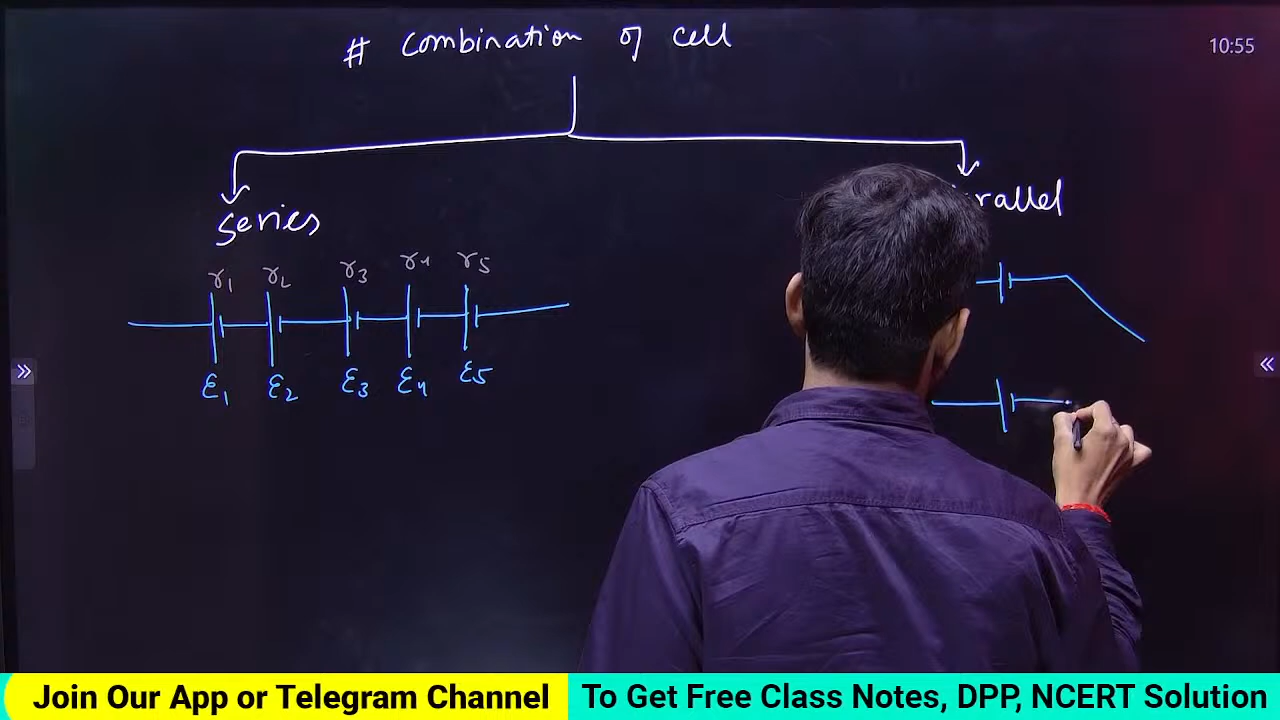 # Combination of cell
10:55
Series
rallel
r1 r2 r3 r4 r5
ε1 ε2 ε3 ε4 ε5
»
«
Join Our App or Telegram Channel
To Get Free Class Notes, DPP, NCERT Solution